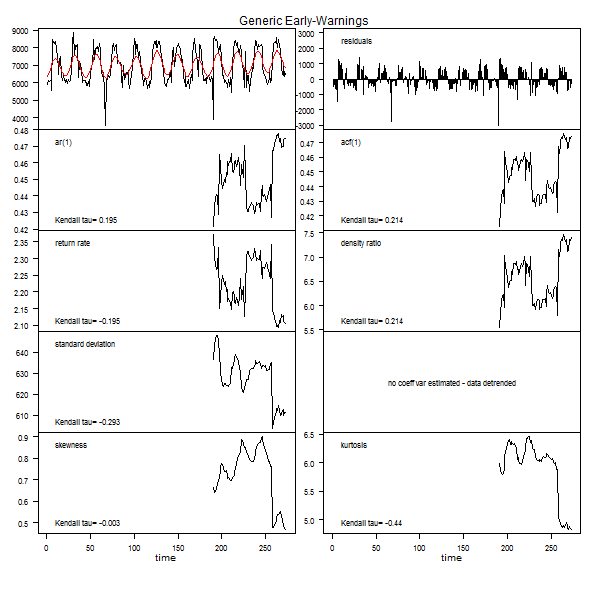 Generic Early-Warnings
9000
8000
7000
6000
5000
4000
3000
2000
1000
0
-1000
-2000
-3000
residuals
0.48
0.47
0.46
0.45
0.44
0.43
0.42
ar(1)
Kendall tau= 0.195
0.47
0.46
0.45
0.44
0.43
0.42
acf(1)
Kendall tau= 0.214
2.35
2.30
2.25
2.20
2.15
2.10
return rate
Kendall tau= -0.195
7.5
7.0
6.5
6.0
5.5
density ratio
Kendall tau= 0.214
640
630
620
610
standard deviation
Kendall tau= -0.293
no coeff var estimated - data detrended
0.9
0.8
0.7
0.6
0.5
skewness
Kendall tau= -0.003
6.5
6.0
5.5
5.0
kurtosis
Kendall tau= -0.44
0 50 100 150 200 250
time
0 50 100 150 200 250
time